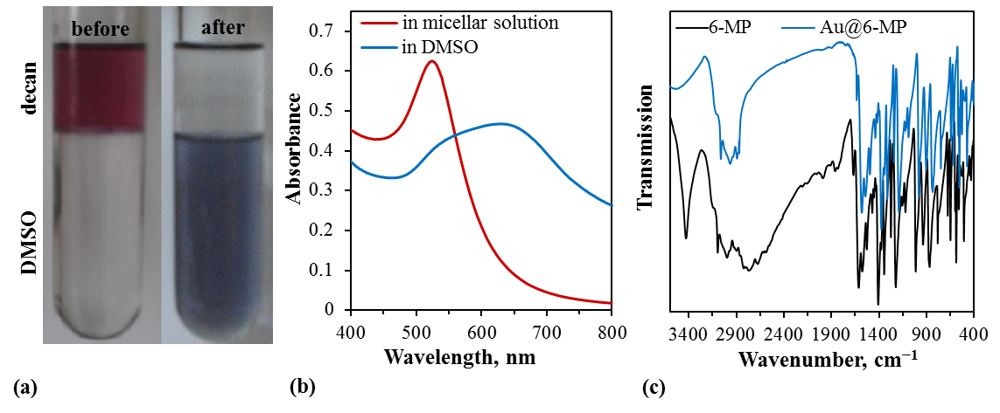 before
after
decan
DMSO
(a)
in micellar solution
in DMSO
Absorbance
0.7
0.6
0.5
0.4
0.3
0.2
0.1
0
400
500
600
700
800
Wavelength, nm
(b)
6-MP
Au@6-MP
Transmission
3400
2900
2400
1900
1400
900
400
Wavenumber, cm⁻¹
(c)